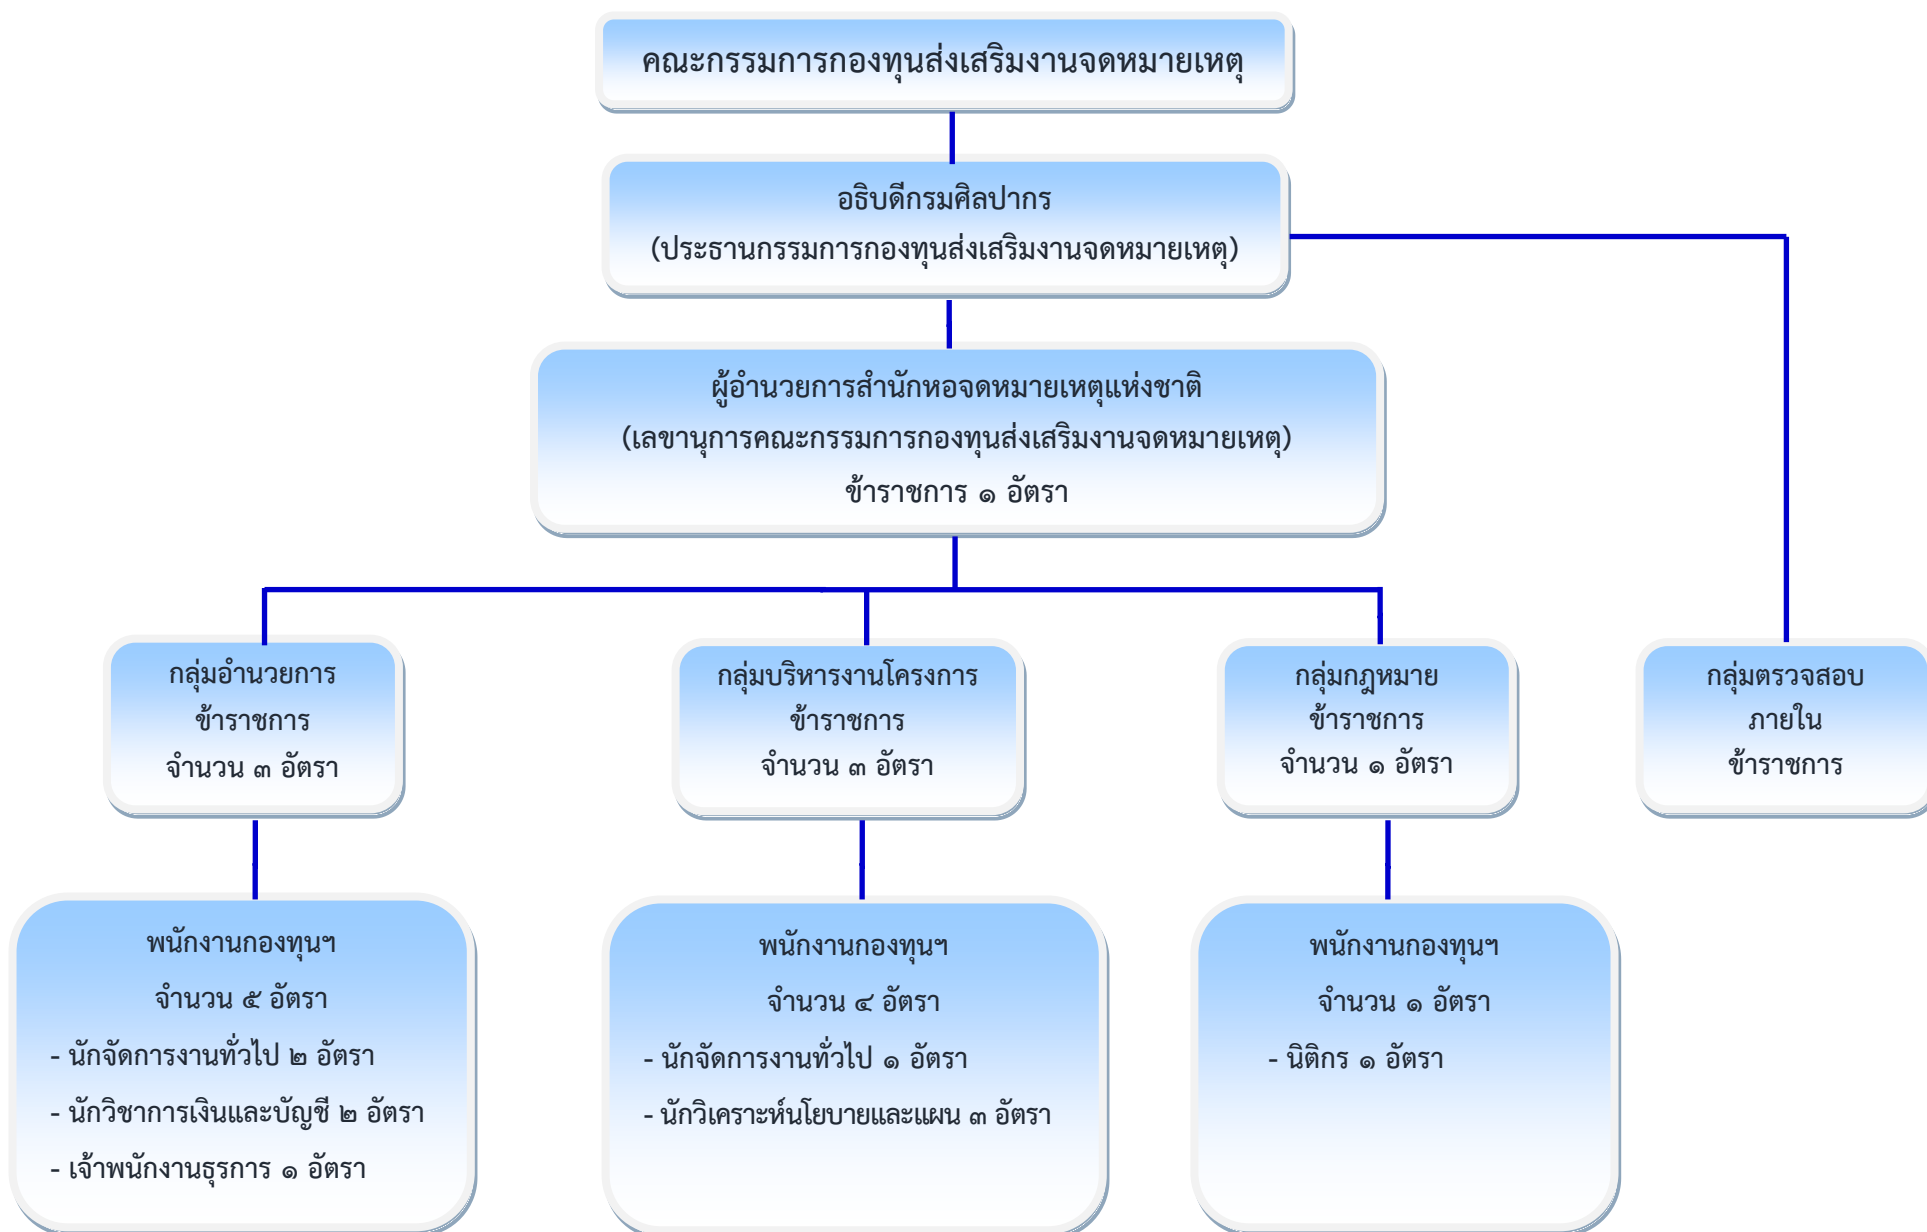 คณะกรรมการกองทุนส่งเสริมงานจดหมายเหตุ
อธิบดีกรมศิลปากร
(ประธานกรรมการกองทุนส่งเสริมงานจดหมายเหตุ)
ผู้อำนวยการสำนักหอจดหมายเหตุแห่งชาติ
(เลขานุการคณะกรรมการกองทุนส่งเสริมงานจดหมายเหตุ)
ข้าราชการ ๑ อัตรา
กลุ่มอำนวยการ
ข้าราชการ
จำนวน ๓ อัตรา
กลุ่มบริหารงานโครงการ
ข้าราชการ
จำนวน ๓ อัตรา
กลุ่มกฎหมาย
ข้าราชการ
จำนวน ๑ อัตรา
กลุ่มตรวจสอบ
ภายใน
ข้าราชการ
พนักงานกองทุนฯ
จำนวน ๕ อัตรา
- นักจัดการงานทั่วไป ๒ อัตรา
- นักวิชาการเงินและบัญชี ๒ อัตรา
- เจ้าพนักงานธุรการ ๑ อัตรา
พนักงานกองทุนฯ
จำนวน ๔ อัตรา
- นักจัดการงานทั่วไป ๑ อัตรา
- นักวิเคราะห์นโยบายและแผน ๓ อัตรา
พนักงานกองทุนฯ
จำนวน ๑ อัตรา
- นิติกร ๑ อัตรา